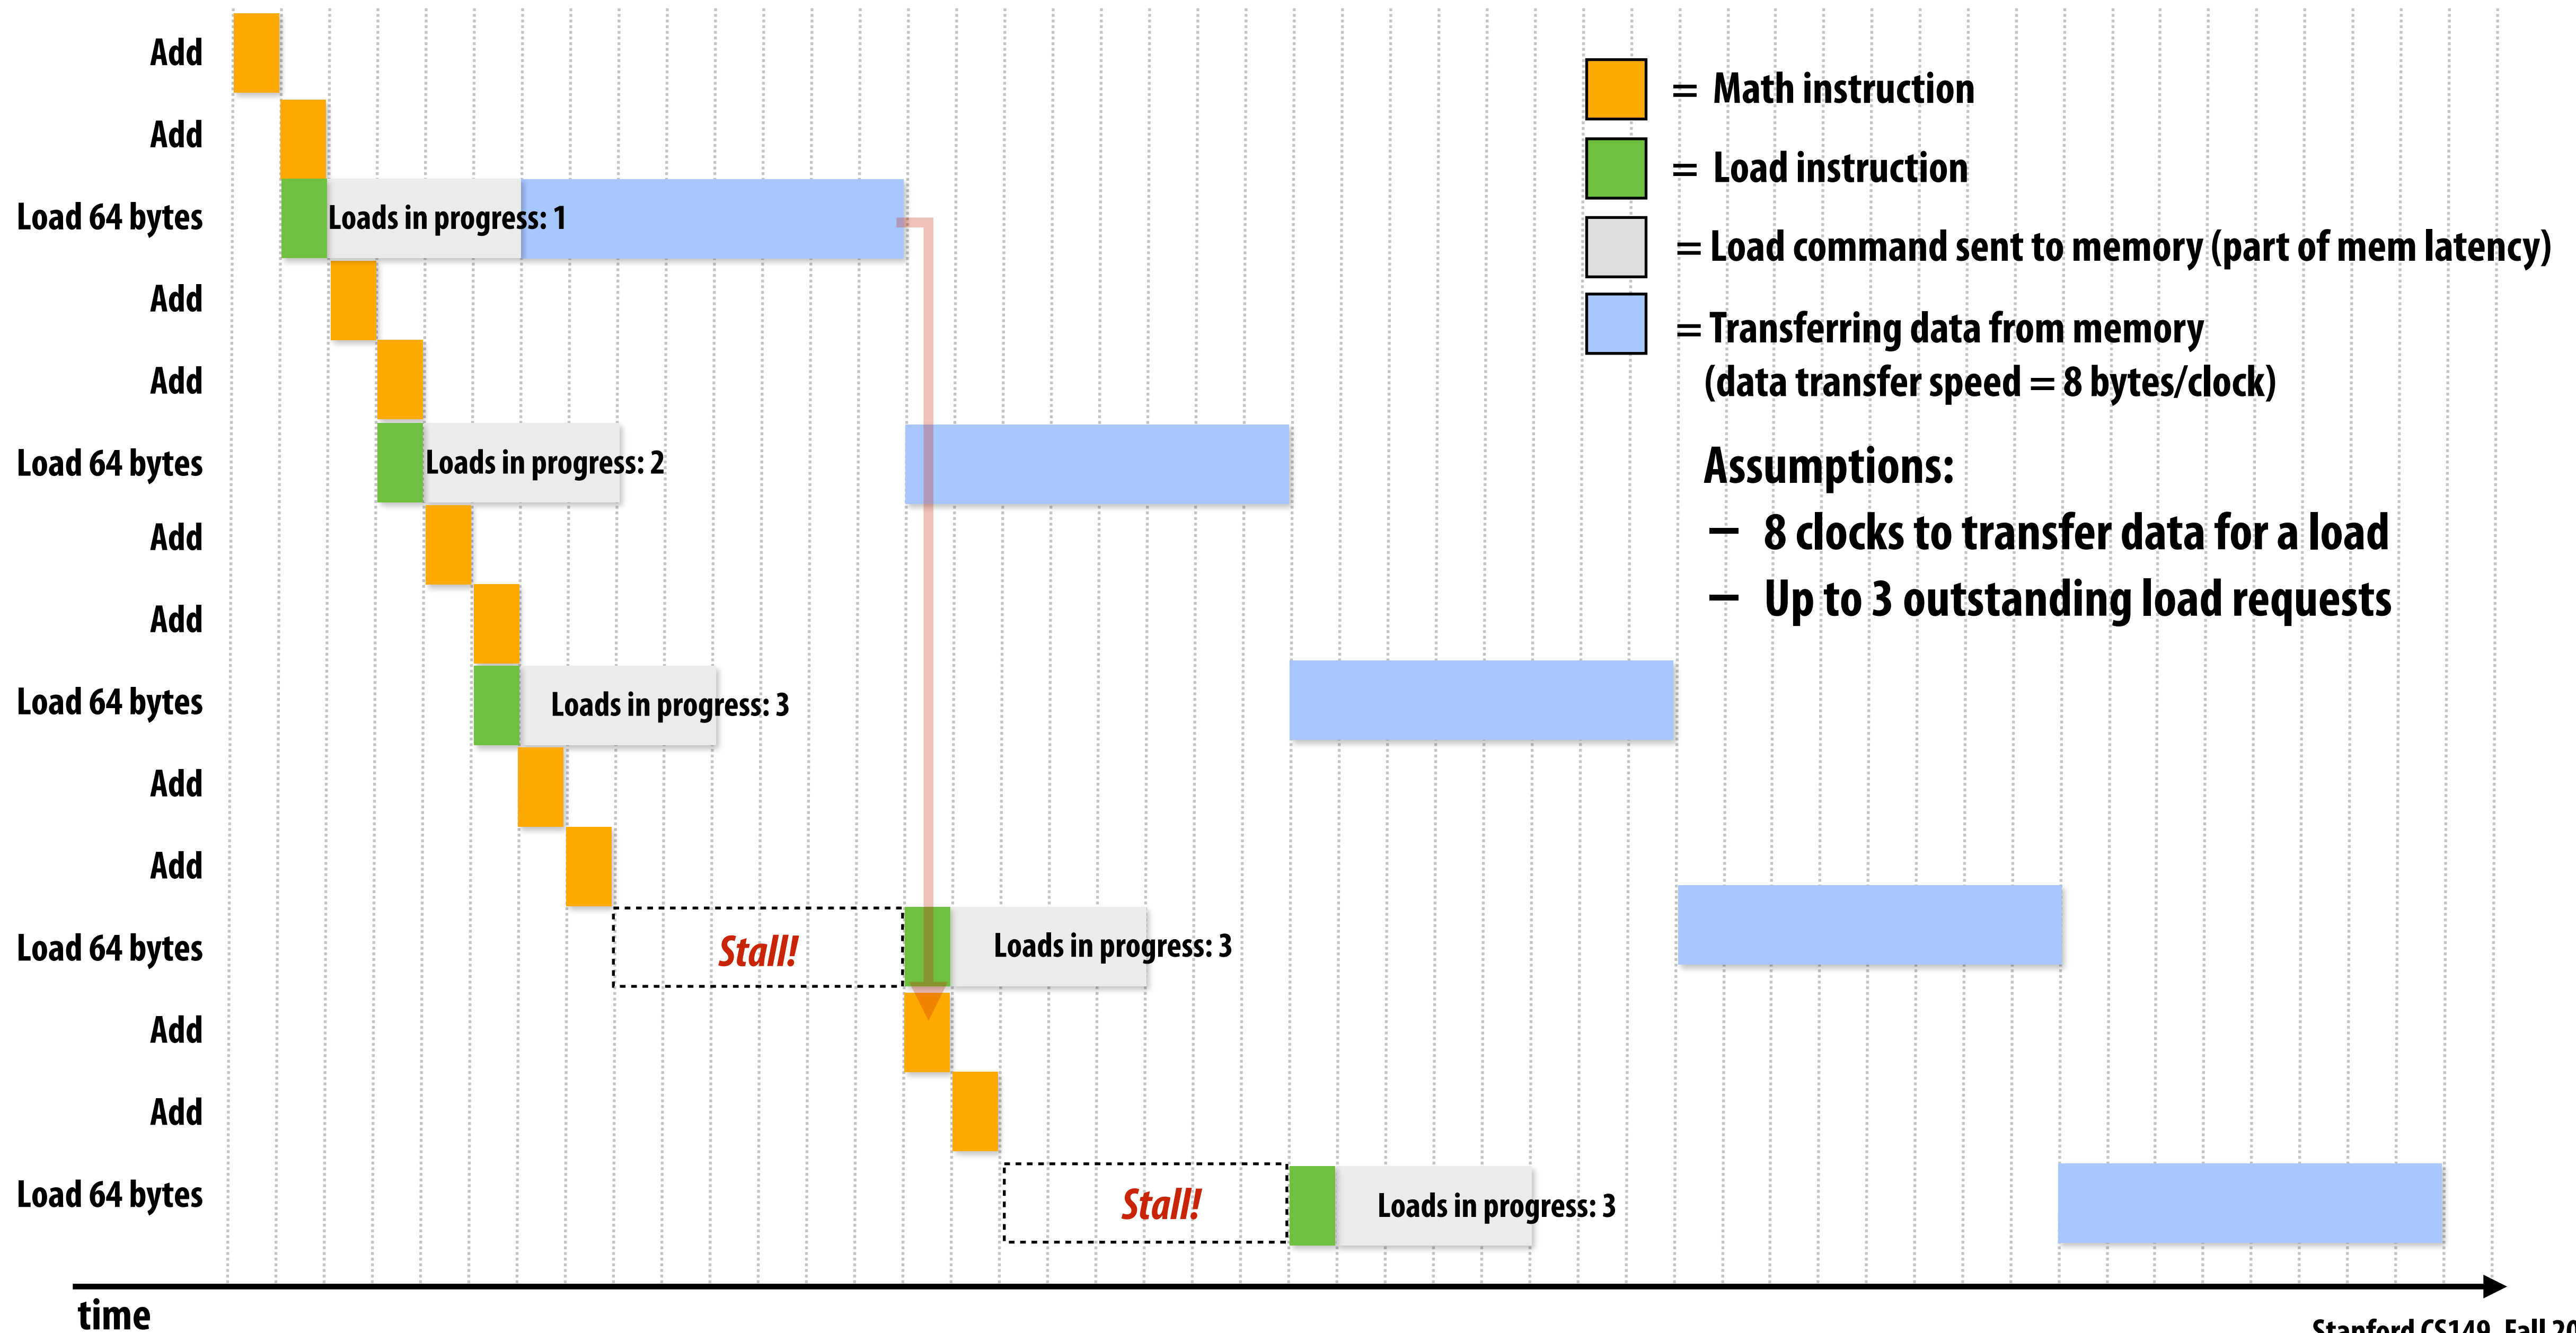 Add
Add
Load 64 bytes
Loads in progress: 1
Add
Add
Load 64 bytes
Loads in progress: 2
Add
Add
Load 64 bytes
Loads in progress: 3
Add
Add
Load 64 bytes
Stall!
Loads in progress: 3
Add
Add
Load 64 bytes
Stall!
Loads in progress: 3
time
= Math instruction
= Load instruction
= Load command sent to memory (part of mem latency)
= Transferring data from memory
(data transfer speed = 8 bytes/clock)
Assumptions:
– 8 clocks to transfer data for a load
– Up to 3 outstanding load requests
Stanford CS149, Fall 20